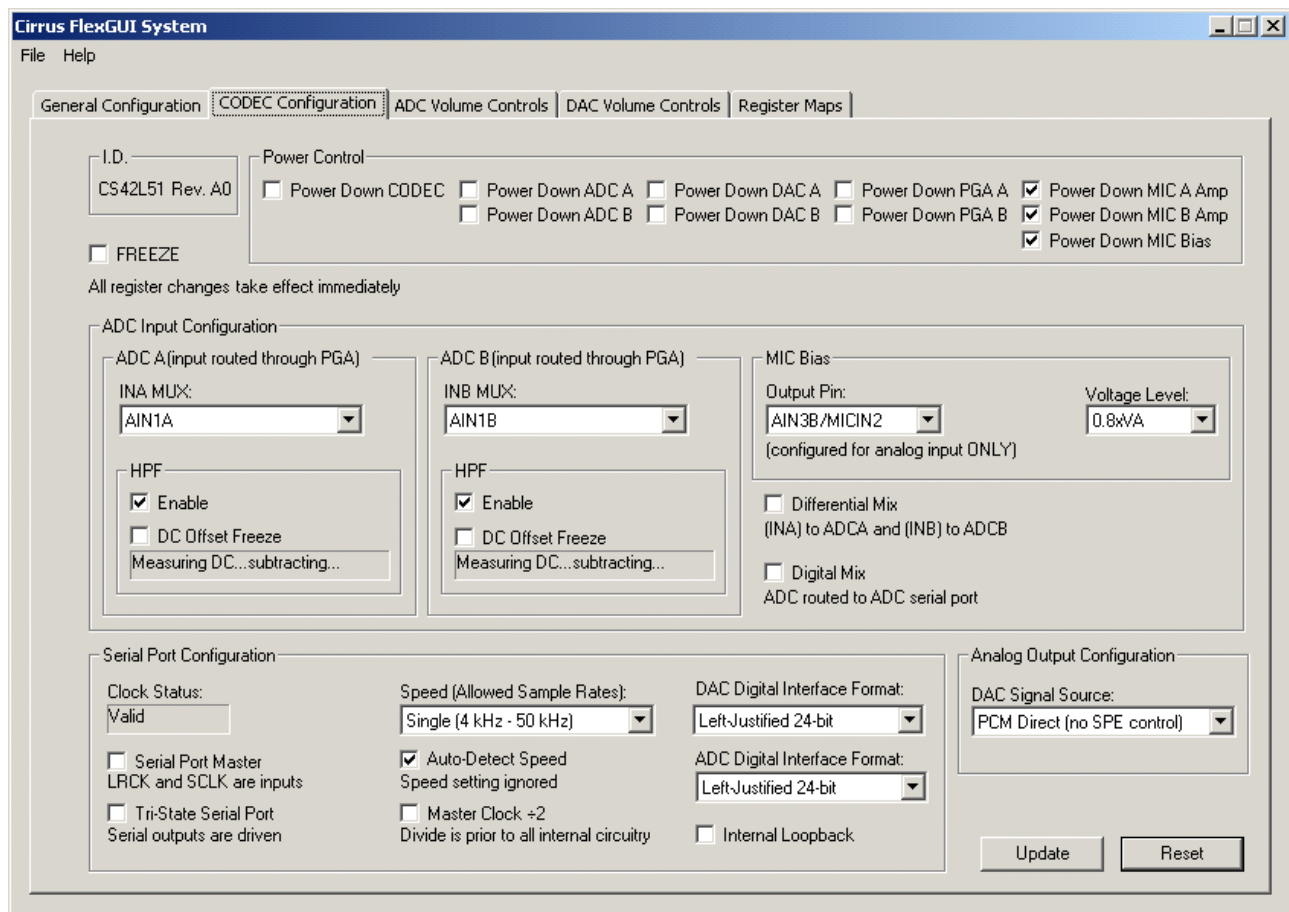 Cirrus FlexGUI System
File Help
General Configuration CODEC Configuration ADC Volume Controls DAC Volume Controls Register Maps
I.D.
CS42L51 Rev. A0
Power Control
Power Down CODEC Power Down ADC A Power Down DAC A Power Down PGA A Power Down MIC A Amp
Power Down ADC B Power Down DAC B Power Down PGA B Power Down MIC B Amp
Power Down MIC Bias
FREEZE
All register changes take effect immediately
ADC Input Configuration
ADC A(input routed through PGA)
INA MUX:
AIN1A
HPF
Enable
DC Offset Freeze
Measuring DC...subtracting...
ADC B(input routed through PGA)
INB MUX:
AIN1B
HPF
Enable
DC Offset Freeze
Measuring DC...subtracting...
MIC Bias
Output Pin:
AIN3B/MICIN2
(configured for analog input ONLY)
Voltage Level:
0.8xVA
Differential Mix
(INA) to ADCA and (INB) to ADCB
Digital Mix
ADC routed to ADC serial port
Serial Port Configuration
Clock Status:
Valid
Serial Port Master
LRCK and SCLK are inputs
Tri-State Serial Port
Serial outputs are driven
Speed (Allowed Sample Rates):
Single (4 kHz - 50 kHz)
Auto-Detect Speed
Speed setting ignored
Master Clock ÷2
Divide is prior to all internal circuitry
DAC Digital Interface Format:
Left-Justified 24-bit
ADC Digital Interface Format:
Left-Justified 24-bit
Internal Loopback
Analog Output Configuration
DAC Signal Source:
PCM Direct (no SPE control)
Update Reset